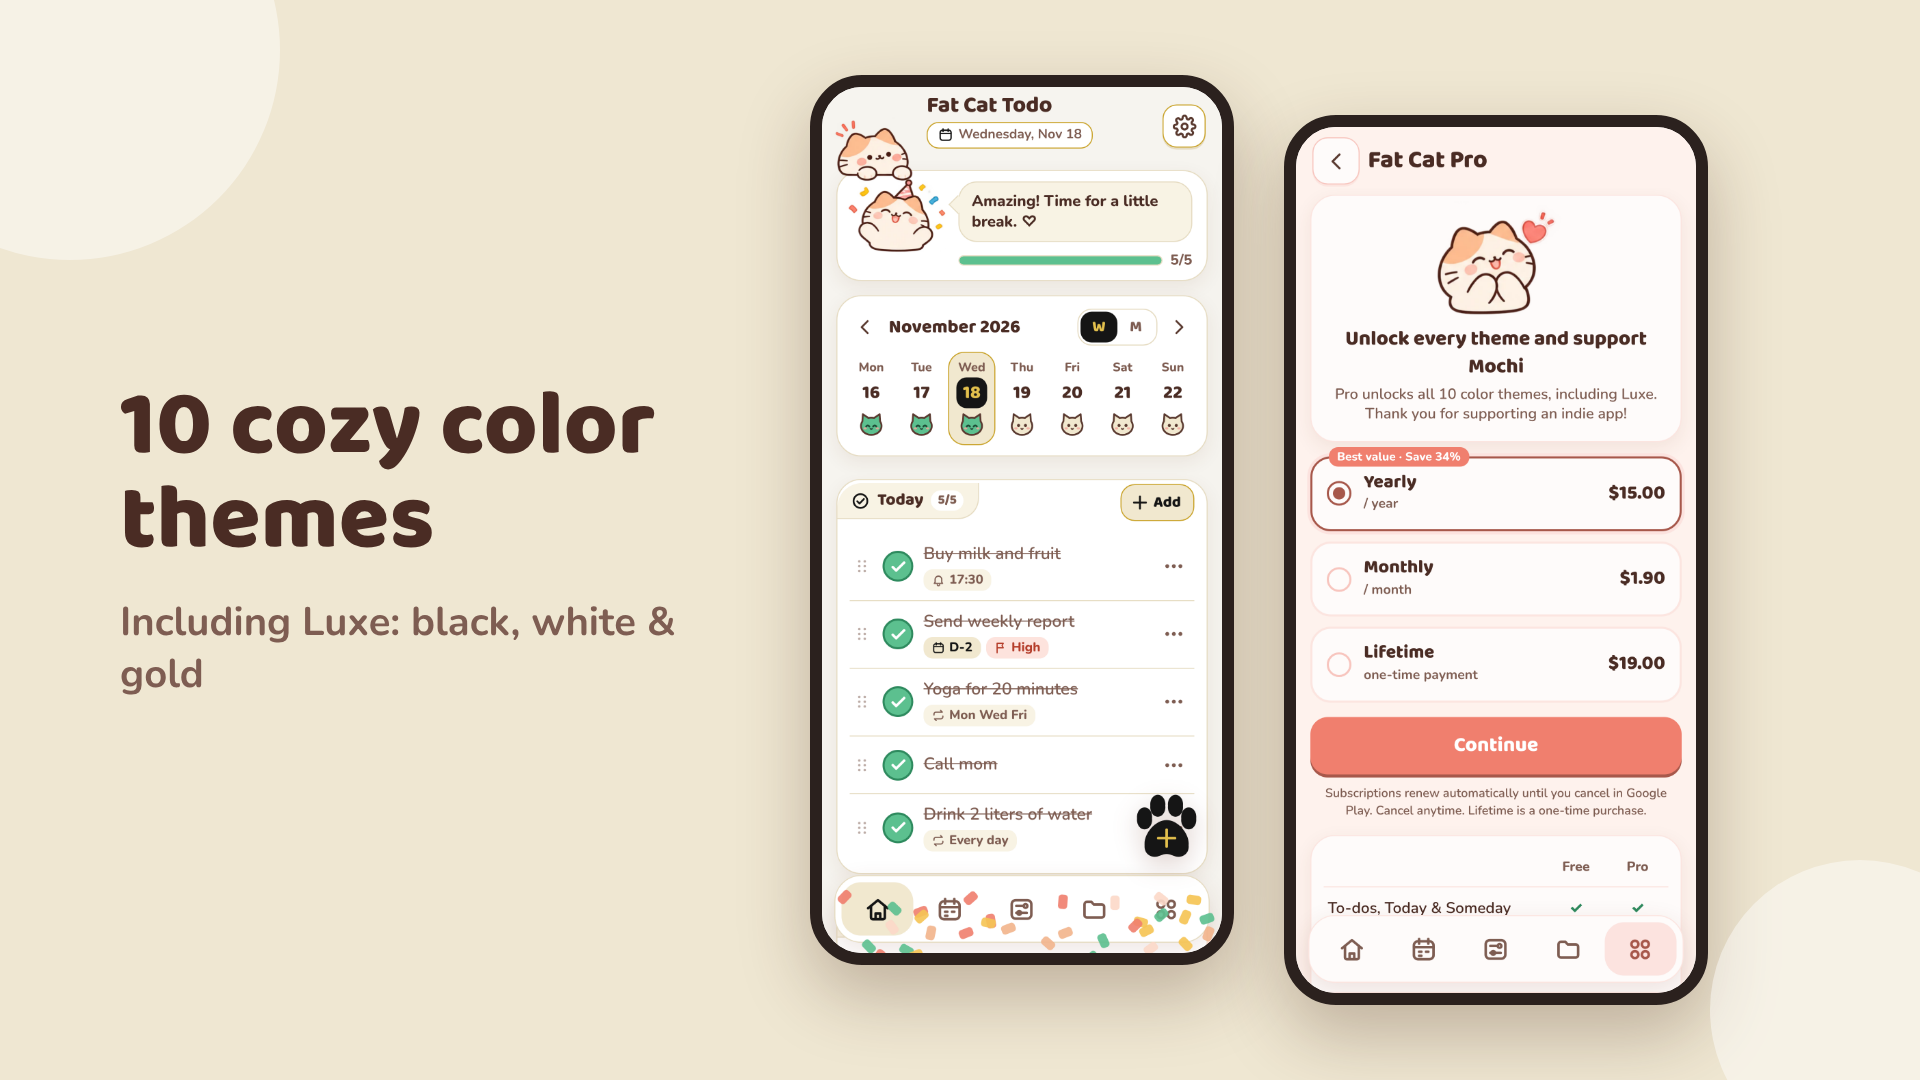 10 cozy color
themes
Including Luxe: black, white &
gold
Fat Cat Todo
Wednesday, Nov 18
Amazing! Time for a little
break. ♡
5/5
November 2026
W M
Mon Tue Wed Thu Fri Sat Sun
16 17 18 19 20 21 22
Today 5/5
+ Add
Buy milk and fruit
17:30
Send weekly report
D-2 High
Yoga for 20 minutes
Mon Wed Fri
Call mom
Drink 2 liters of water
Every day
Fat Cat Pro
Unlock every theme and support
Mochi
Pro unlocks all 10 color themes, including Luxe.
Thank you for supporting an indie app!
Best value · Save 34%
Yearly
/ year
$15.00
Monthly
/ month
$1.90
Lifetime
one-time payment
$19.00
Continue
Subscriptions renew automatically until you cancel in Google
Play. Cancel anytime. Lifetime is a one-time purchase.
Free Pro
To-dos, Today & Someday